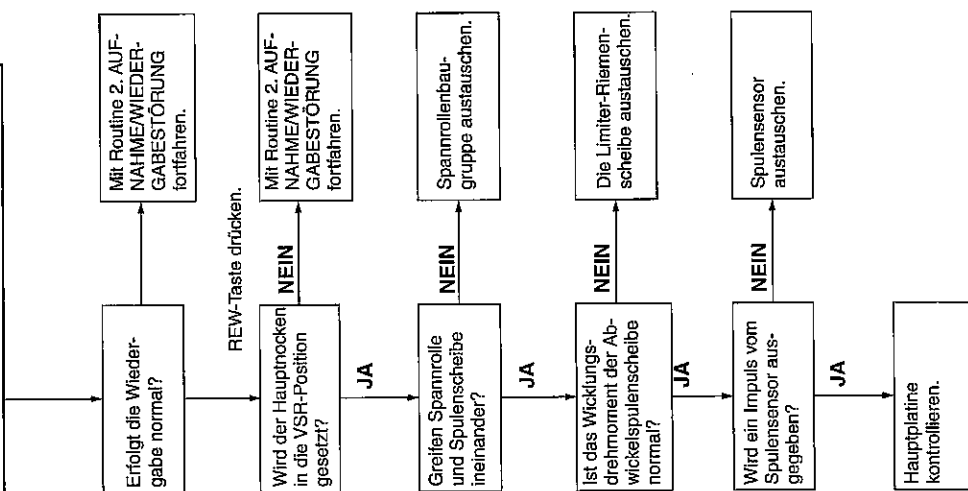 Erfolgt die Wieder-
gabe normal?
Mit Routine 2. AUF-
NAHME/WIEDER-
GABESTÖRUNG
fortfahren.
REW-Taste drücken.
Wird der Hauptnocken
in die VSR-Position
gesetzt?
NEIN
Mit Routine 2. AUF-
NAHME/WIEDER-
GABESTÖRUNG
fortfahren.
JA
Greifen Spannrolle
und Spulenscheibe
ineinander?
NEIN
Spannrollenbau-
gruppe austauschen.
JA
Ist das Wicklungs-
drehmoment der Ab-
wickelspulenscheibe
normal?
NEIN
Die Limiter-Riemen-
scheibe austauschen.
JA
Wird ein Impuls vom
Spulensensor aus-
gegeben?
NEIN
Spulensensor
austauschen.
JA
Hauptplatine
kontrollieren.